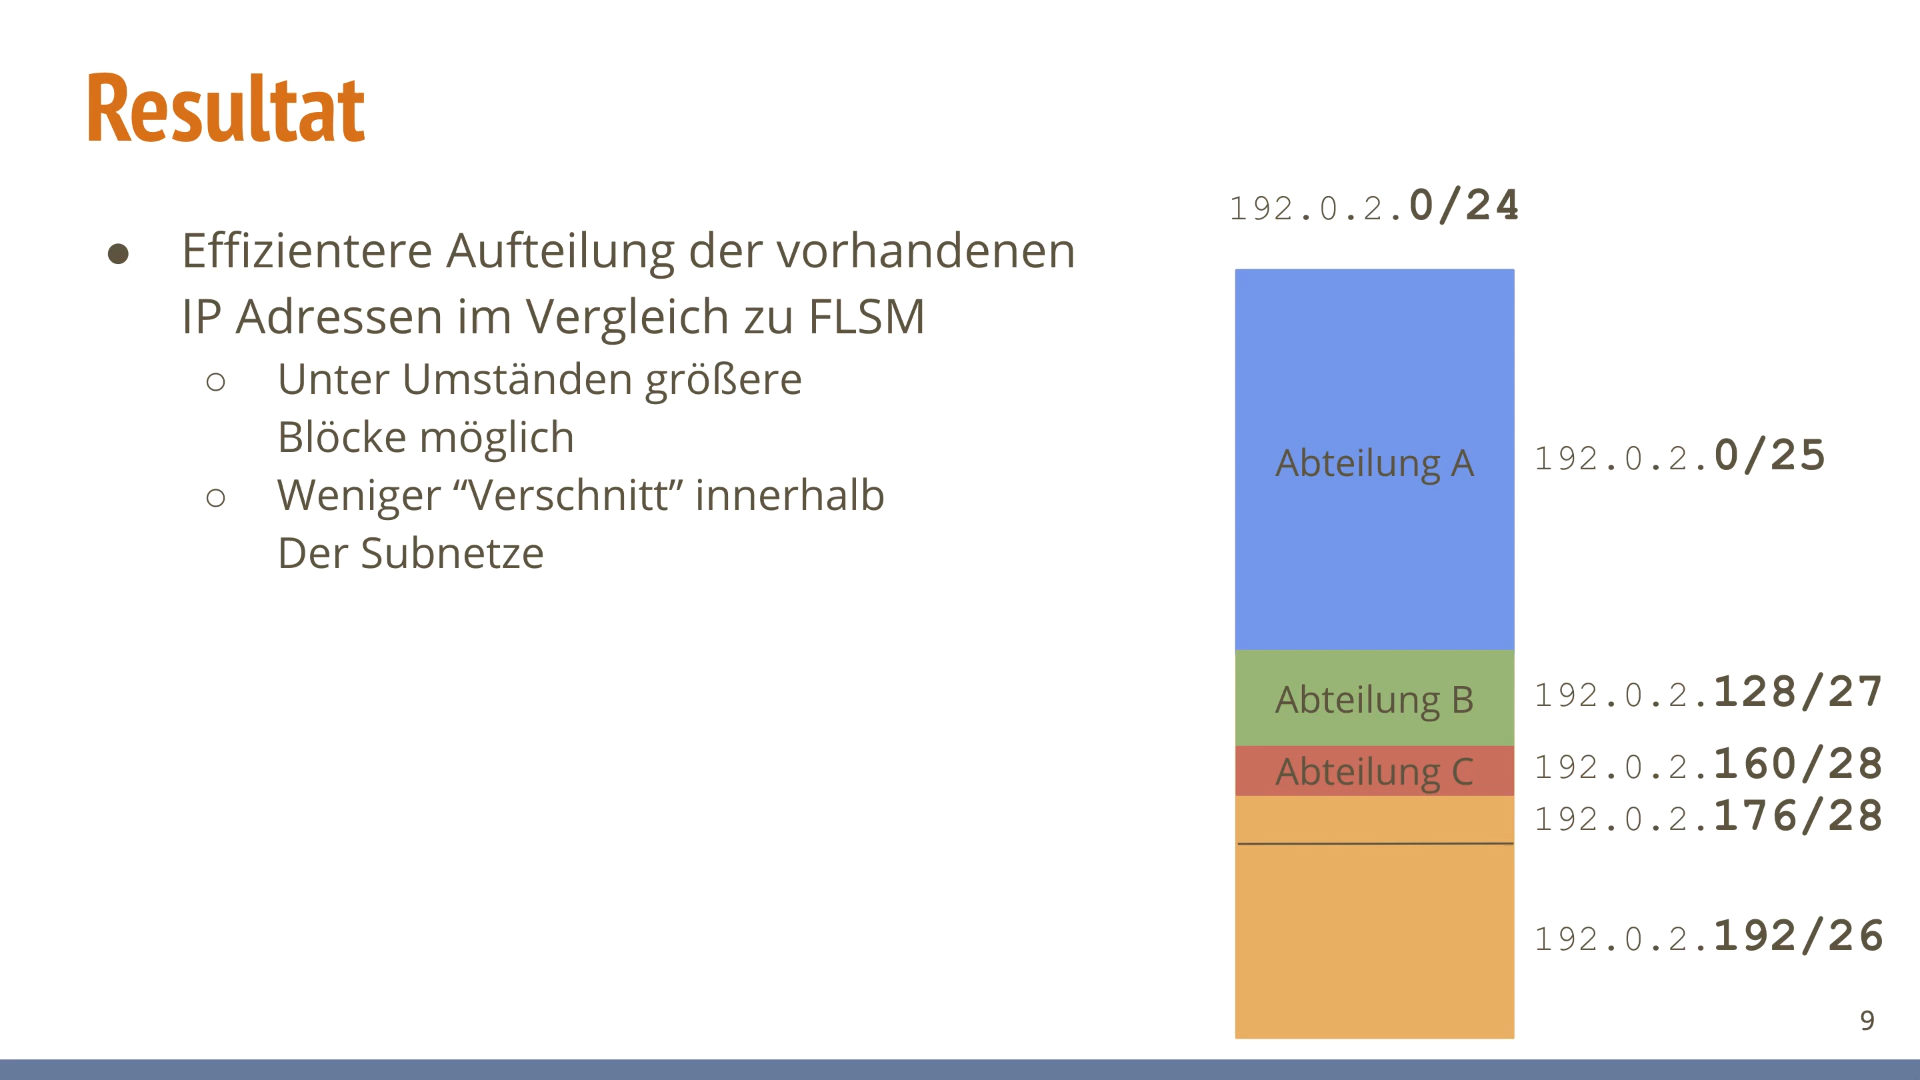 Resultat
● Effizientere Aufteilung der vorhandenen
IP Adressen im Vergleich zu FLSM
○ Unter Umständen größere
Blöcke möglich
○ Weniger “Verschnitt” innerhalb
Der Subnetze
192.0.2.0/24
Abteilung A 192.0.2.0/25
Abteilung B 192.0.2.128/27
Abteilung C 192.0.2.160/28
192.0.2.176/28
192.0.2.192/26
9